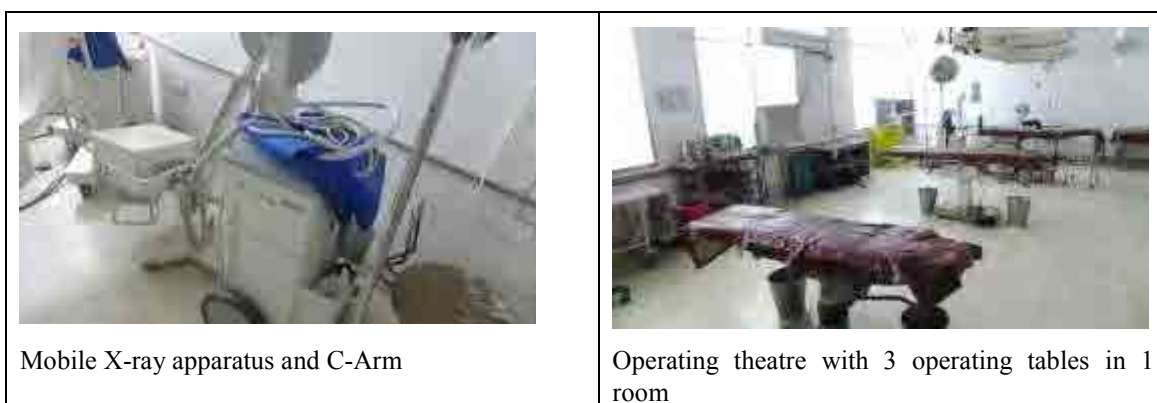 Mobile X-ray apparatus and C-Arm
Operating theatre with 3 operating tables in 1
room